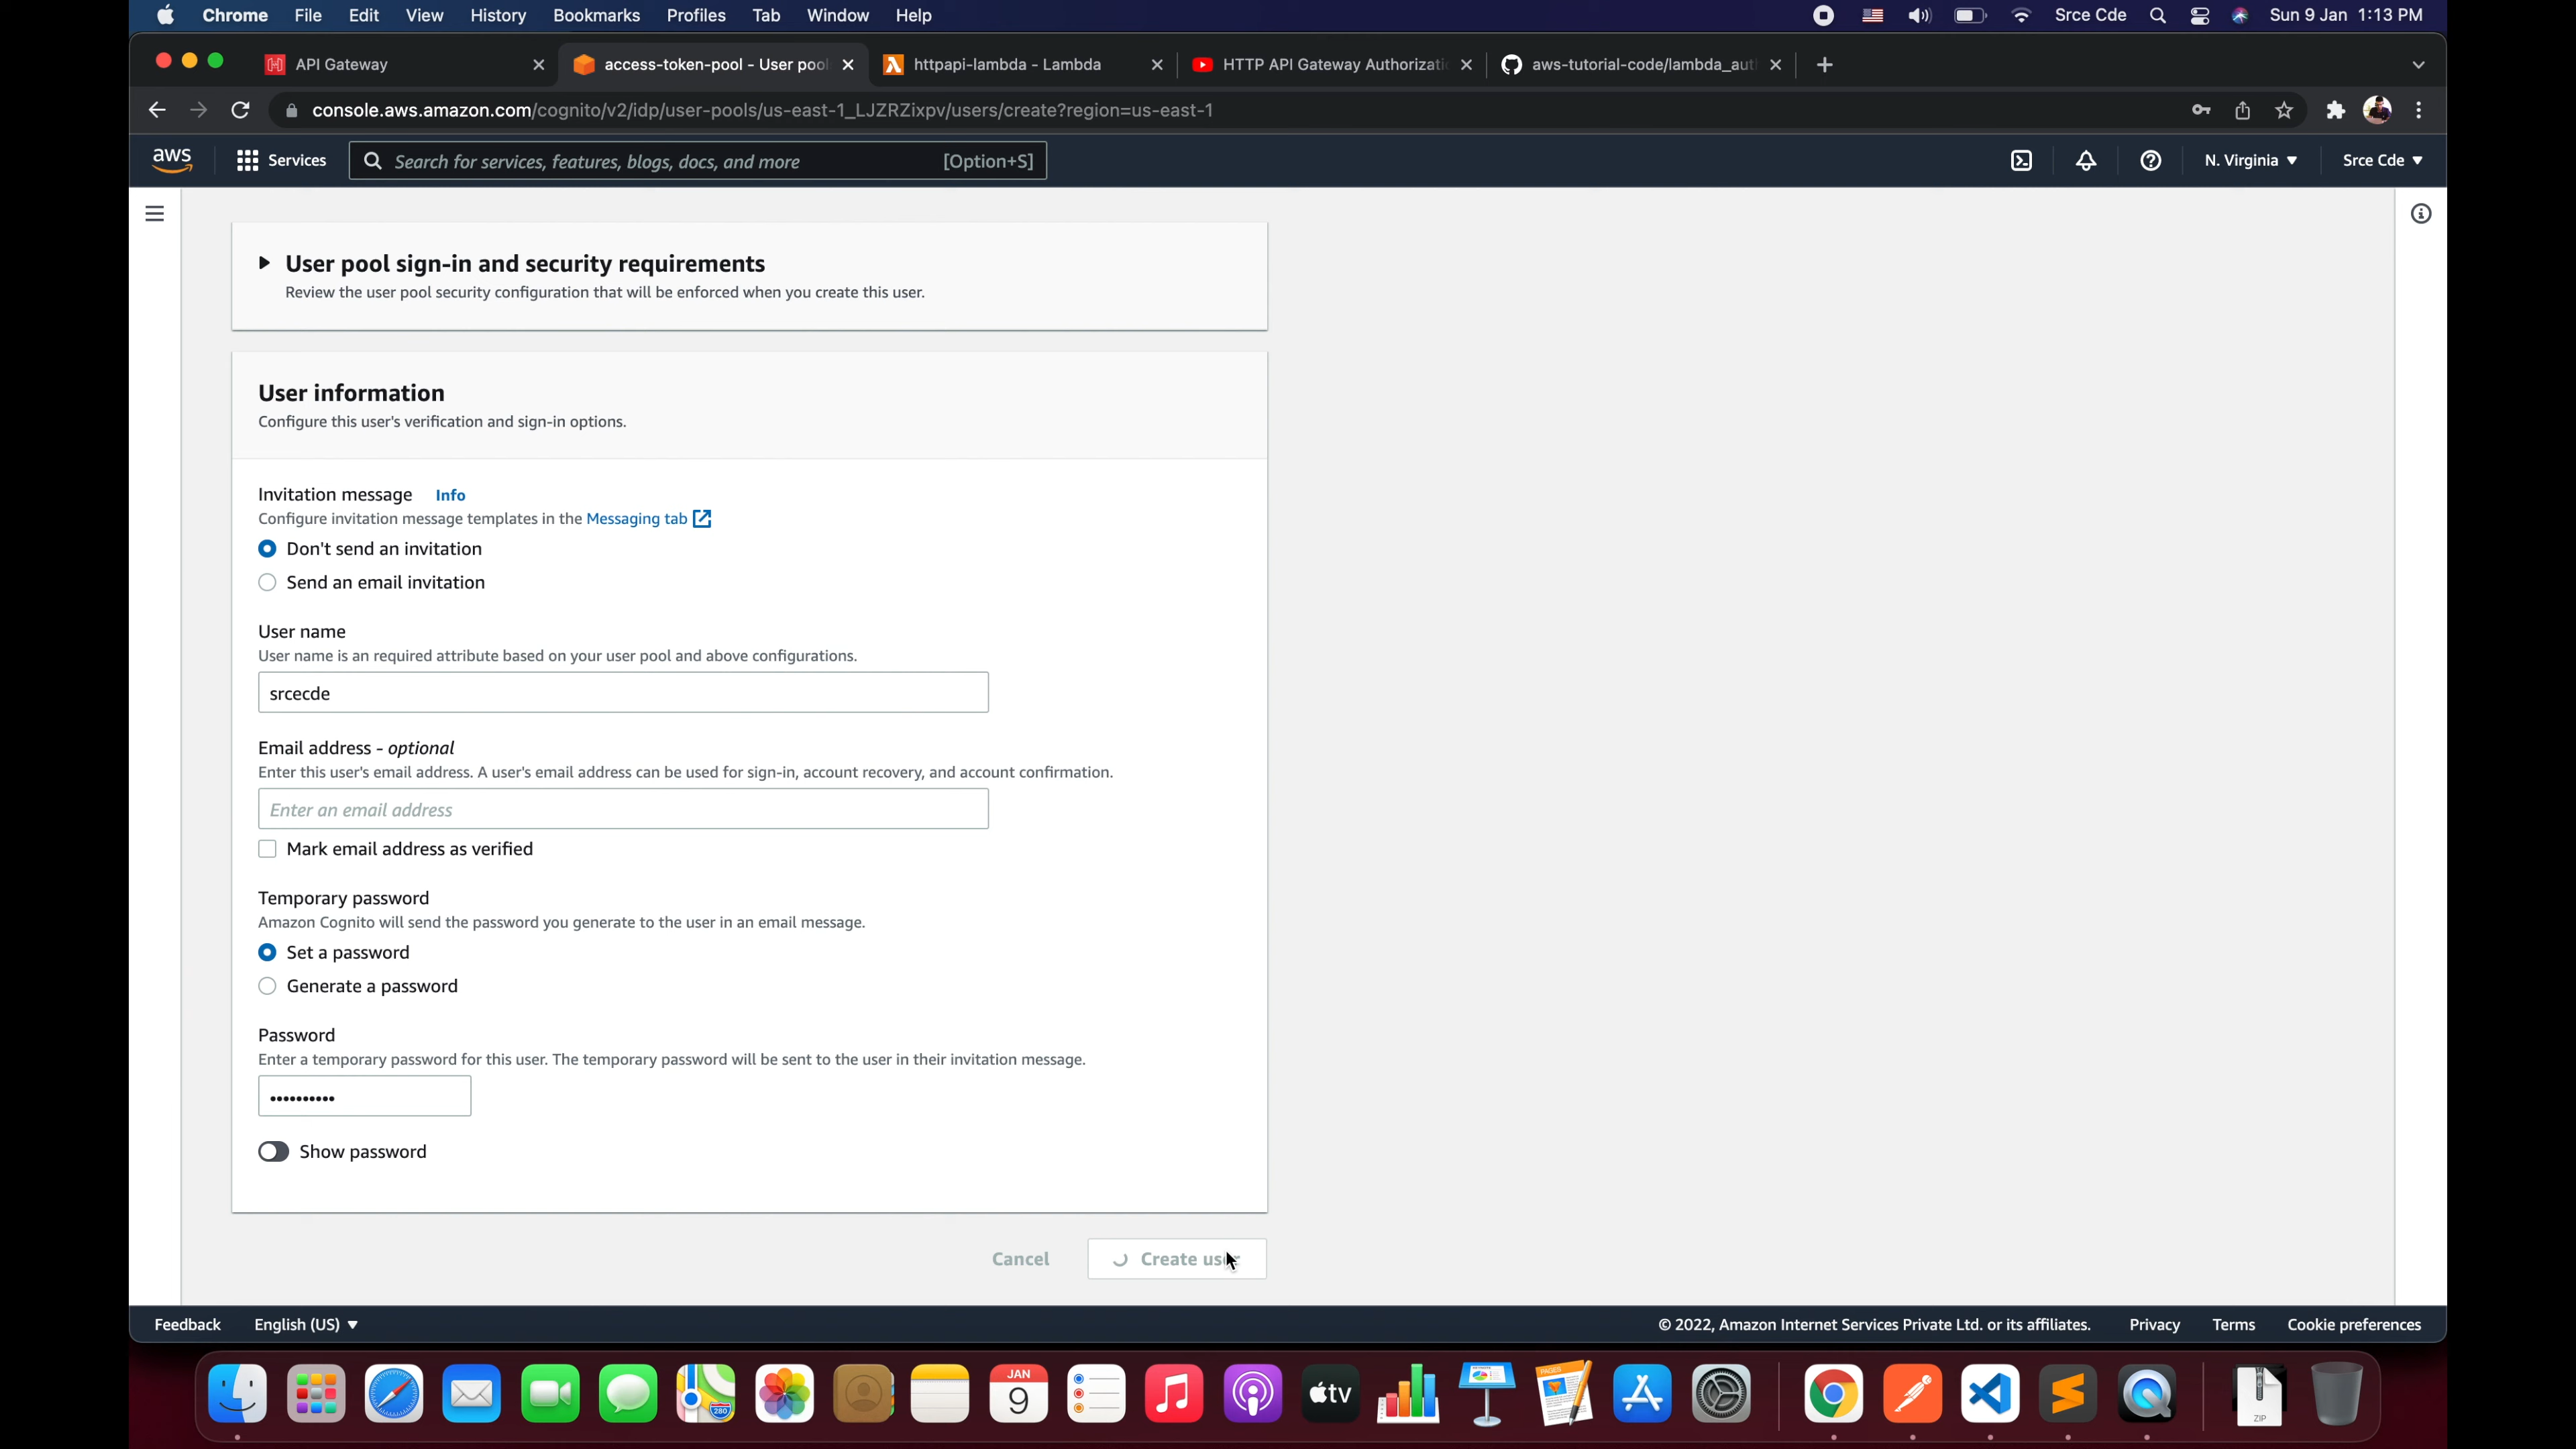 Chrome File Edit View History Bookmarks Profiles Tab Window Help Srce Cde Sun 9 Jan 1:13 PM
API Gateway access-token-pool - User pool httpapi-lambda - Lambda HTTP API Gateway Authorizati aws-tutorial-code/lambda_aut
console.aws.amazon.com/cognito/v2/idp/user-pools/us-east-1_LJZRZixpv/users/create?region=us-east-1
aws Services Search for services, features, blogs, docs, and more [Option+S] N. Virginia Srce Cde
User pool sign-in and security requirements
Review the user pool security configuration that will be enforced when you create this user.
User information
Configure this user's verification and sign-in options.
Invitation message Info
Configure invitation message templates in the Messaging tab
Don't send an invitation
Send an email invitation
User name
User name is an required attribute based on your user pool and above configurations.
srcecde
Email address - optional
Enter this user's email address. A user's email address can be used for sign-in, account recovery, and account confirmation.
Enter an email address
Mark email address as verified
Temporary password
Amazon Cognito will send the password you generate to the user in an email message.
Set a password
Generate a password
Password
Enter a temporary password for this user. The temporary password will be sent to the user in their invitation message.
••••••••••
Show password
Cancel Create user
Feedback English (US) © 2022, Amazon Internet Services Private Ltd. or its affiliates. Privacy Terms Cookie preferences
JAN
9
280
tv
PAGES
ZIP